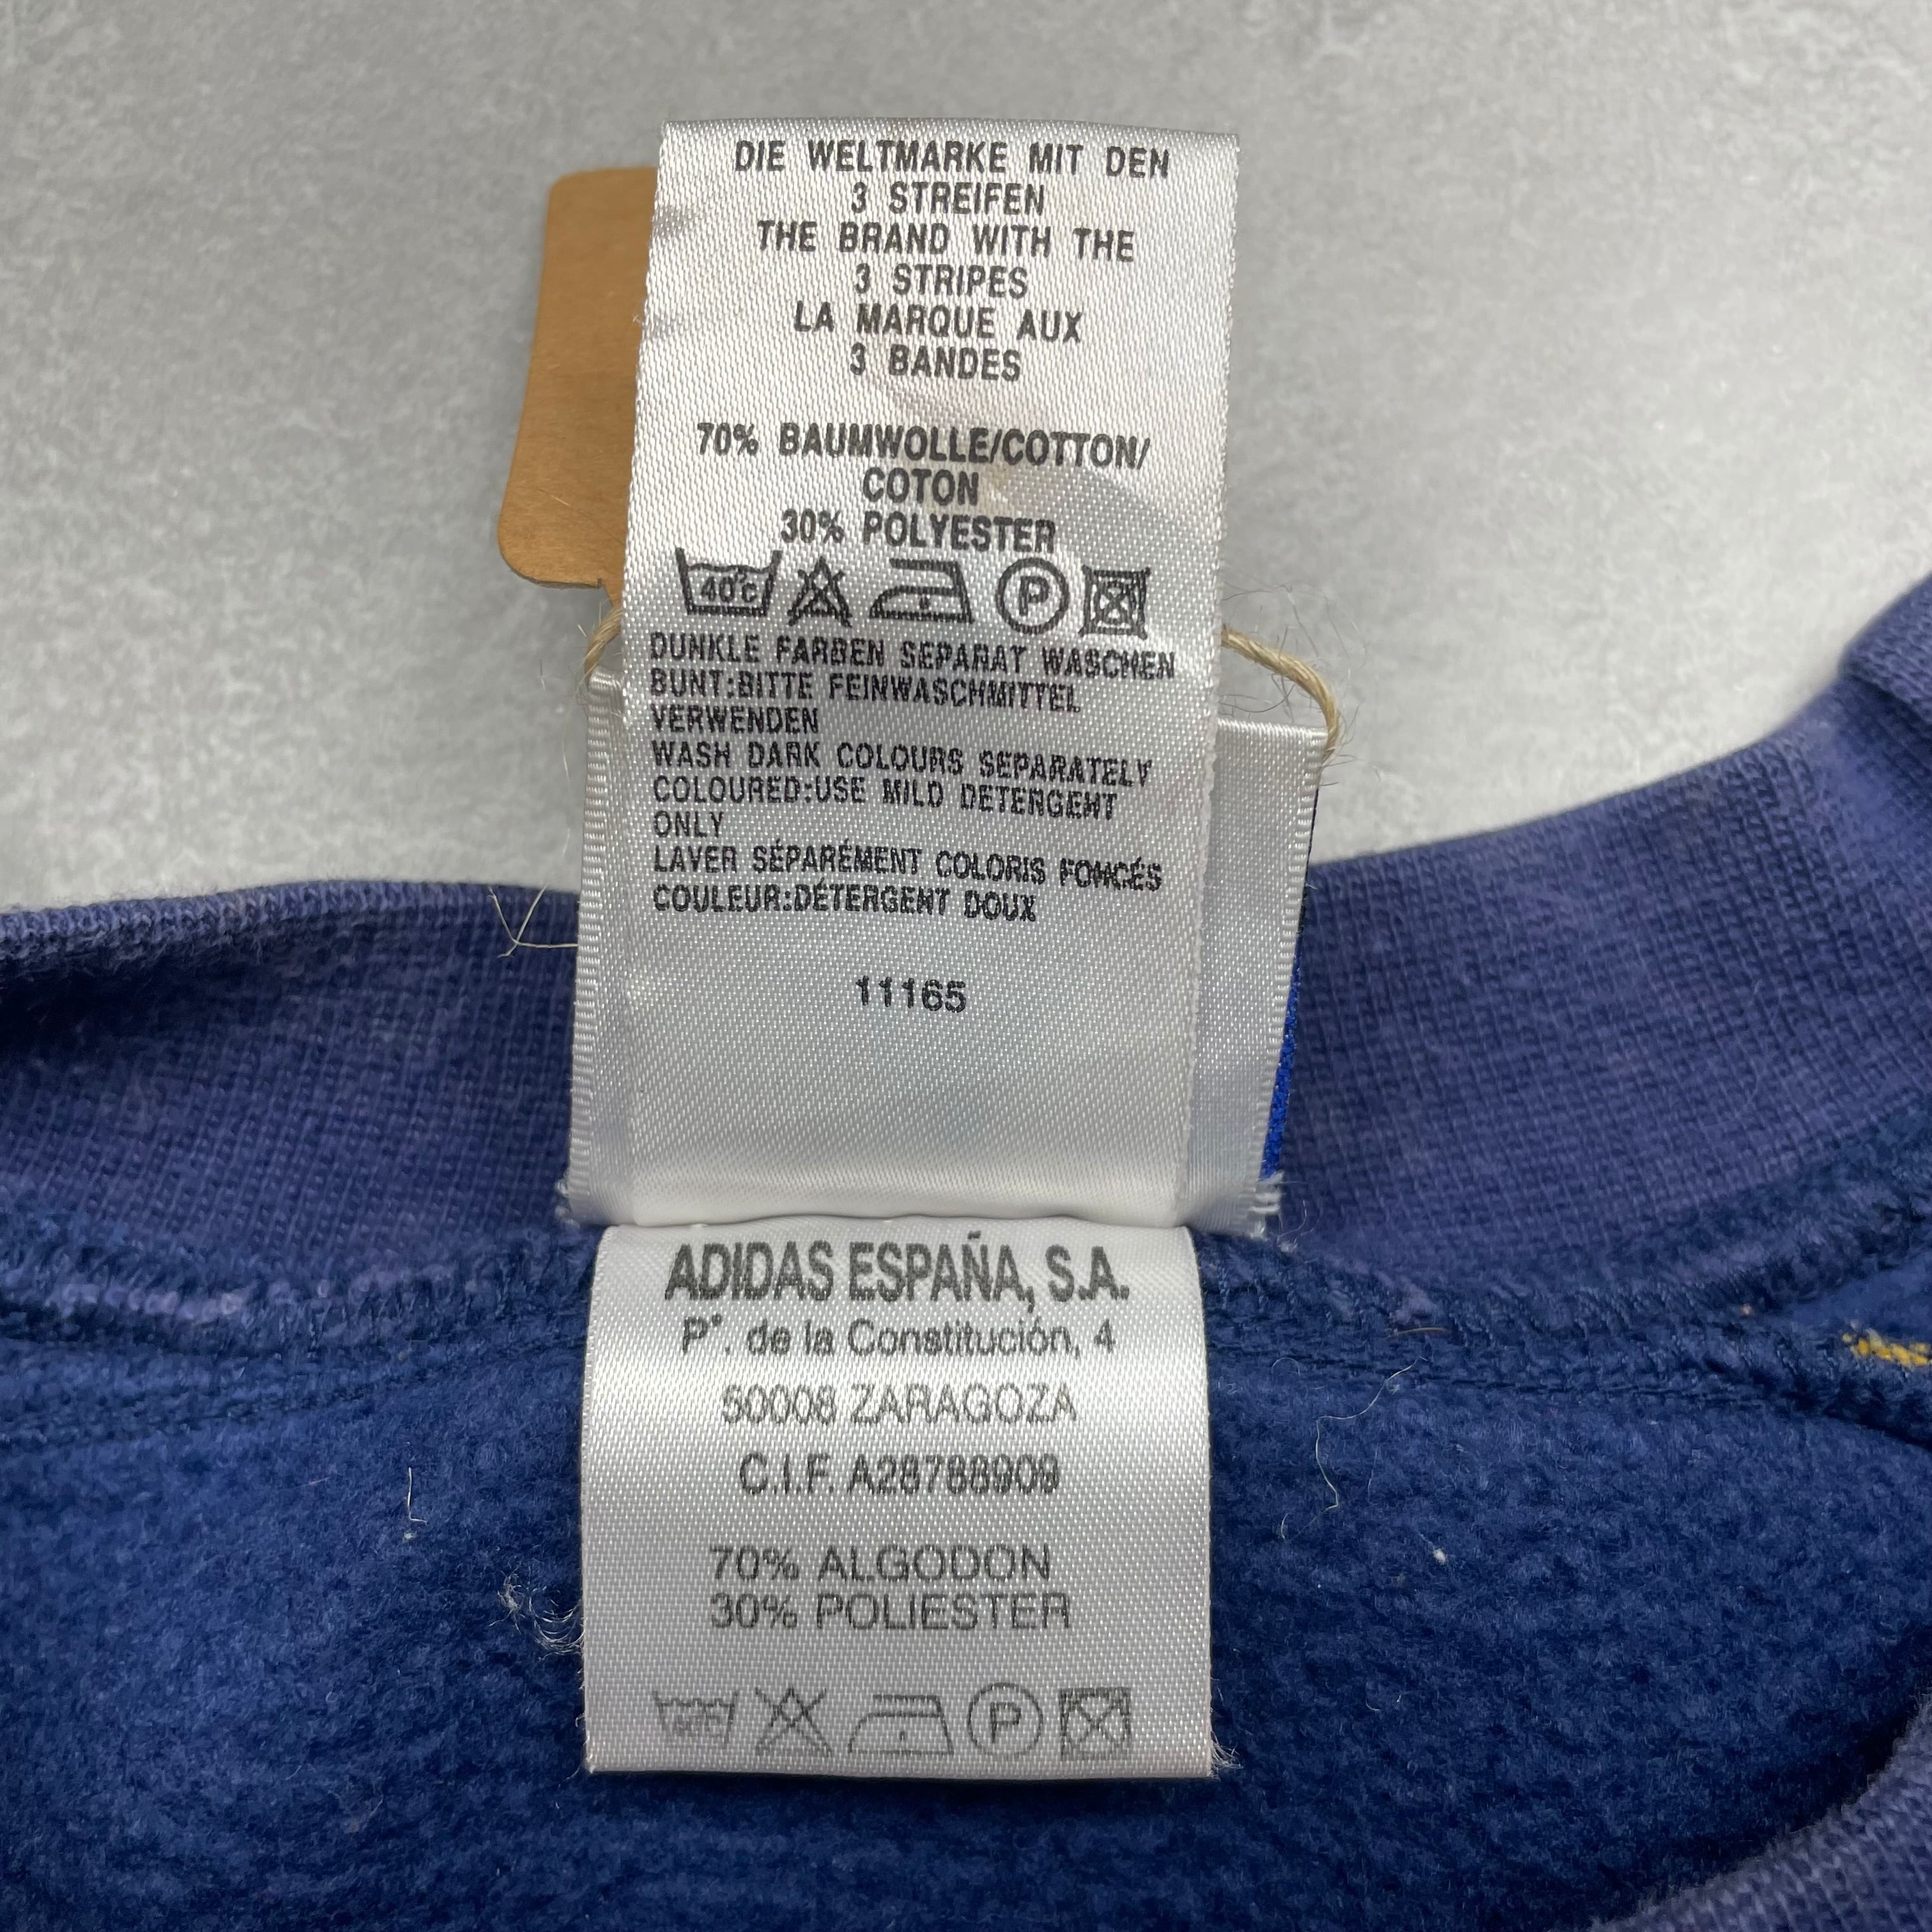 DIE WELTMARKE MIT DEN
3 STREIFEN
THE BRAND WITH THE
3 STRIPES
LA MARQUE AUX
3 BANDES
70% BAUMWOLLE/COTTON/
COTON
30% POLYESTER
40°C P
DUNKLE FARBEN SEPARAT WASCHEN
BUNT:BITTE FEINWASCHMITTEL
VERWENDEN
WASH DARK COLOURS SEPARATELY
COLOURED:USE MILD DETERGENT
ONLY
LAVER SÉPARÉMENT COLORIS FONCÉS
COULEUR:DÉTERGENT DOUX
11165
ADIDAS ESPAÑA, S.A.
P°. de la Constitución, 4
50008 ZARAGOZA
C.I.F. A28788909
70% ALGODON
30% POLIESTER
40°C P